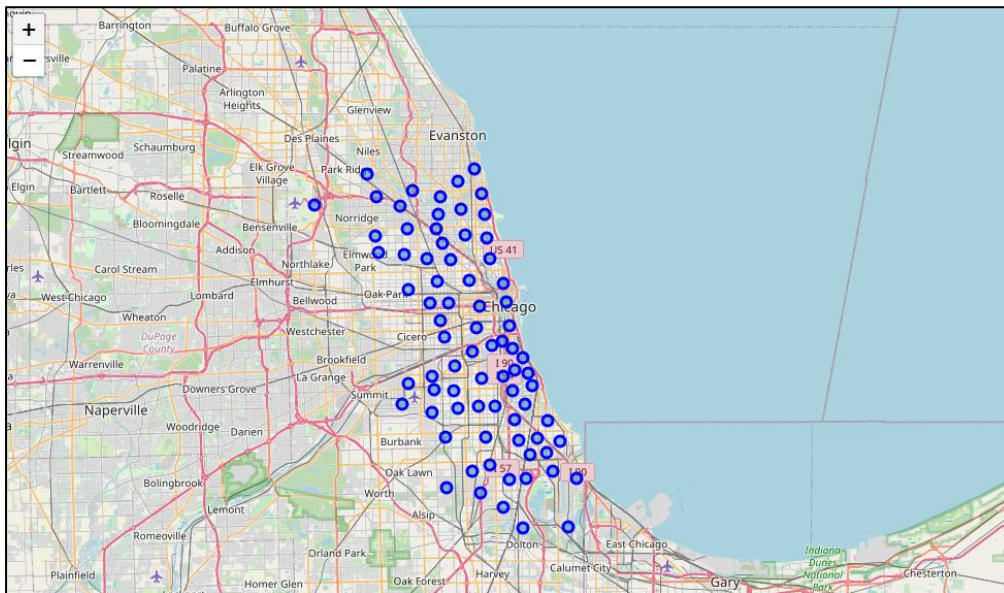 Barrington
Buffalo Grove
+
−
Palatine
Arlington
Heights
Glenview
Evanston
Des Plaines
Niles
Schaumburg
Streamwood
Elk Grove
Village
Park Ridge
Elgin
Bartlett
Roselle
Norridge
Bensenville
Bloomingdale
Addison
Northlake
Elmwood
Park
US 41
Carol Stream
Elmhurst
West Chicago
Lombard
Bellwood
Oak Park
Chicago
Wheaton
Westchester
Cicero
DuPage
County
Brookfield
Warrenville
La Grange
I 90
Downers Grove
Summit
Naperville
Woodridge
Darien
Burbank
Oak Lawn
I 57
I 90
Bolingbrook
Worth
Lemont
Alsip
Romeoville
Orland Park
Dolton
East Chicago
Harvey
Calumet City
Indiana
Dunes
National
Park
Plainfield
Homer Glen
Oak Forest
Gary
Chesterton